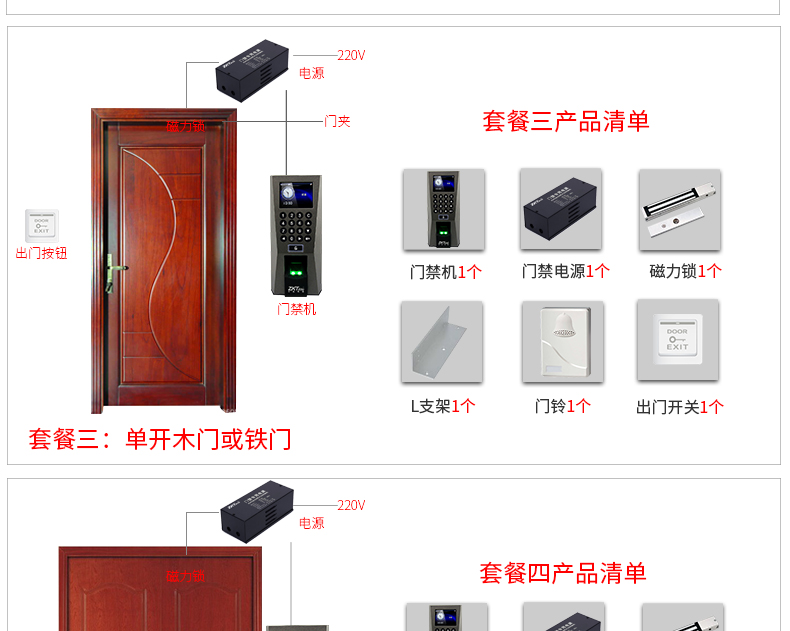 220V
电源
磁力锁
门夹
DOOR
EXIT
出门按钮
门禁机
套餐三：单开木门或铁门
套餐三产品清单
门禁机1个
门禁电源1个
磁力锁1个
DOOR
EXIT
L支架1个
门铃1个
出门开关1个
220V
电源
磁力锁
套餐四产品清单